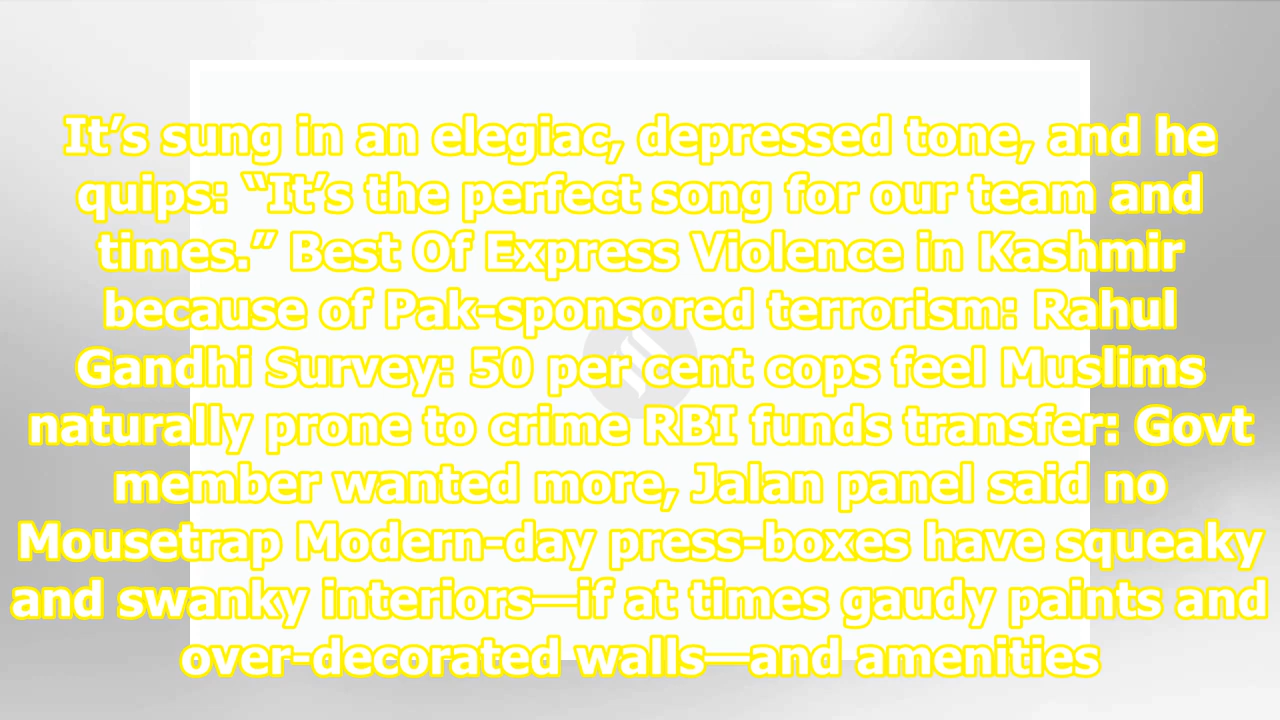 It’s sung in an elegiac, depressed tone, and he
quips: “It’s the perfect song for our team and
times.” Best Of Express Violence in Kashmir
because of Pak-sponsored terrorism: Rahul
Gandhi Survey: 50 per cent cops feel Muslims
naturally prone to crime RBI funds transfer: Govt
member wanted more, Jalan panel said no
Mousetrap Modern-day press-boxes have squeaky
and swanky interiors—if at times gaudy paints and
over-decorated walls—and amenities